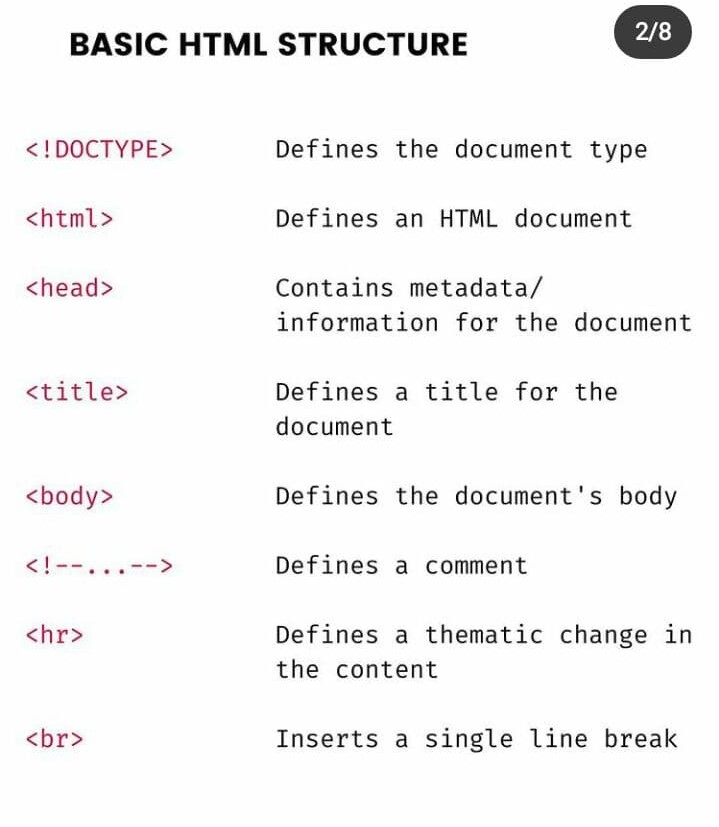 BASIC HTML STRUCTURE
2/8
<!DOCTYPE> Defines the document type
<html> Defines an HTML document
<head> Contains metadata/
information for the document
<title> Defines a title for the
document
<body> Defines the document's body
<!--...--> Defines a comment
<hr> Defines a thematic change in
the content
<br> Inserts a single line break